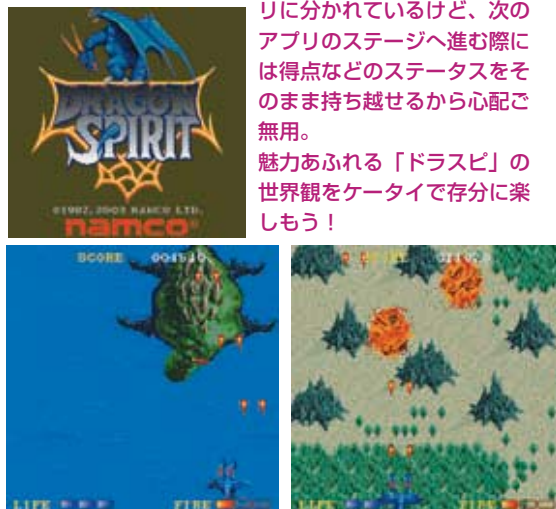 リに分かれているけど、次の
アプリのステージへ進む際に
は得点などのステータスをそ
のまま持ち越せるから心配ご
無用。
魅力あふれる「ドラスピ」の
世界観をケータイで存分に楽
しもう！
DRAGON
SPIRIT
©1987,2003 NAMCO LTD.
namco
SCORE
LIFE FIRE
LIFE FIRE